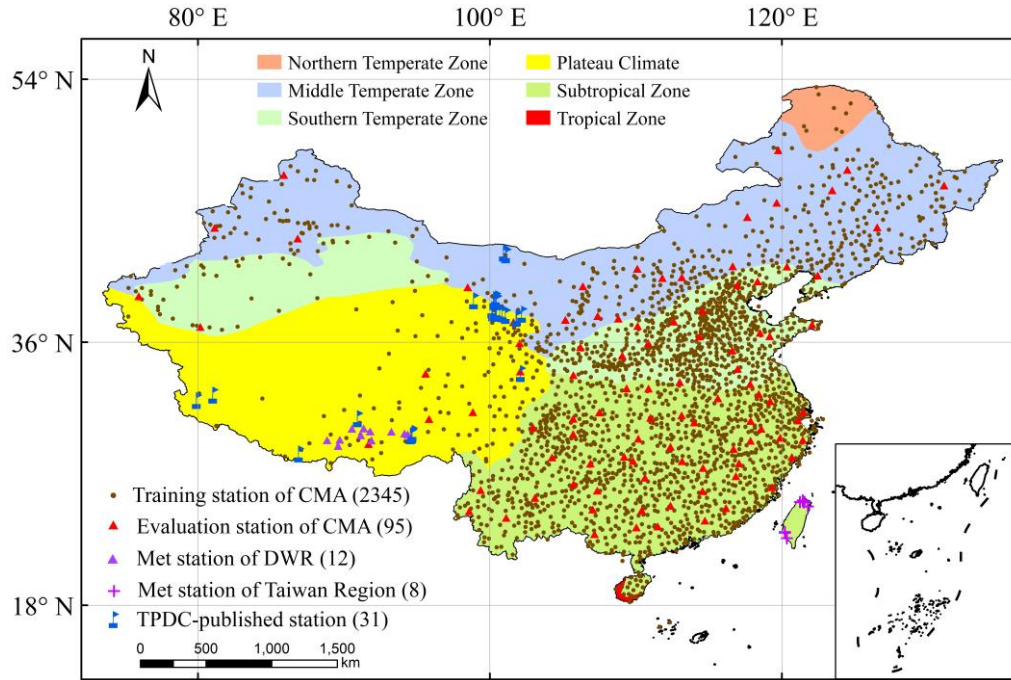 80° E 100° E 120° E
N
54° N
36° N
18° N
Northern Temperate Zone
Middle Temperate Zone
Southern Temperate Zone
Plateau Climate
Subtropical Zone
Tropical Zone
Training station of CMA (2345)
Evaluation station of CMA (95)
Met station of DWR (12)
Met station of Taiwan Region (8)
TPDC-published station (31)
0 500 1,000 1,500
km